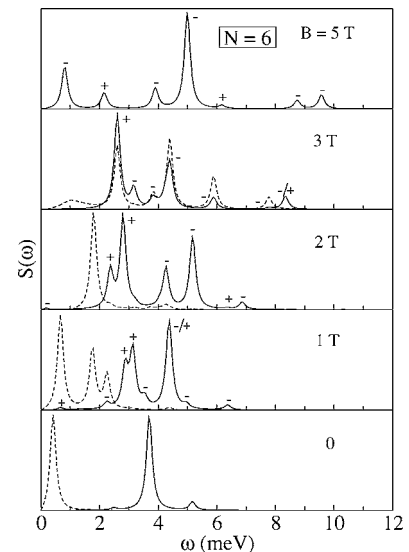 N = 6 B = 5 T
- + - - + - -
+ - - - - - -/+
3 T
- + + - - + -
2 T
+ - + + - -/+ - -
1 T
0
S(ω)
0 2 4 6 8 10 12
ω (meV)